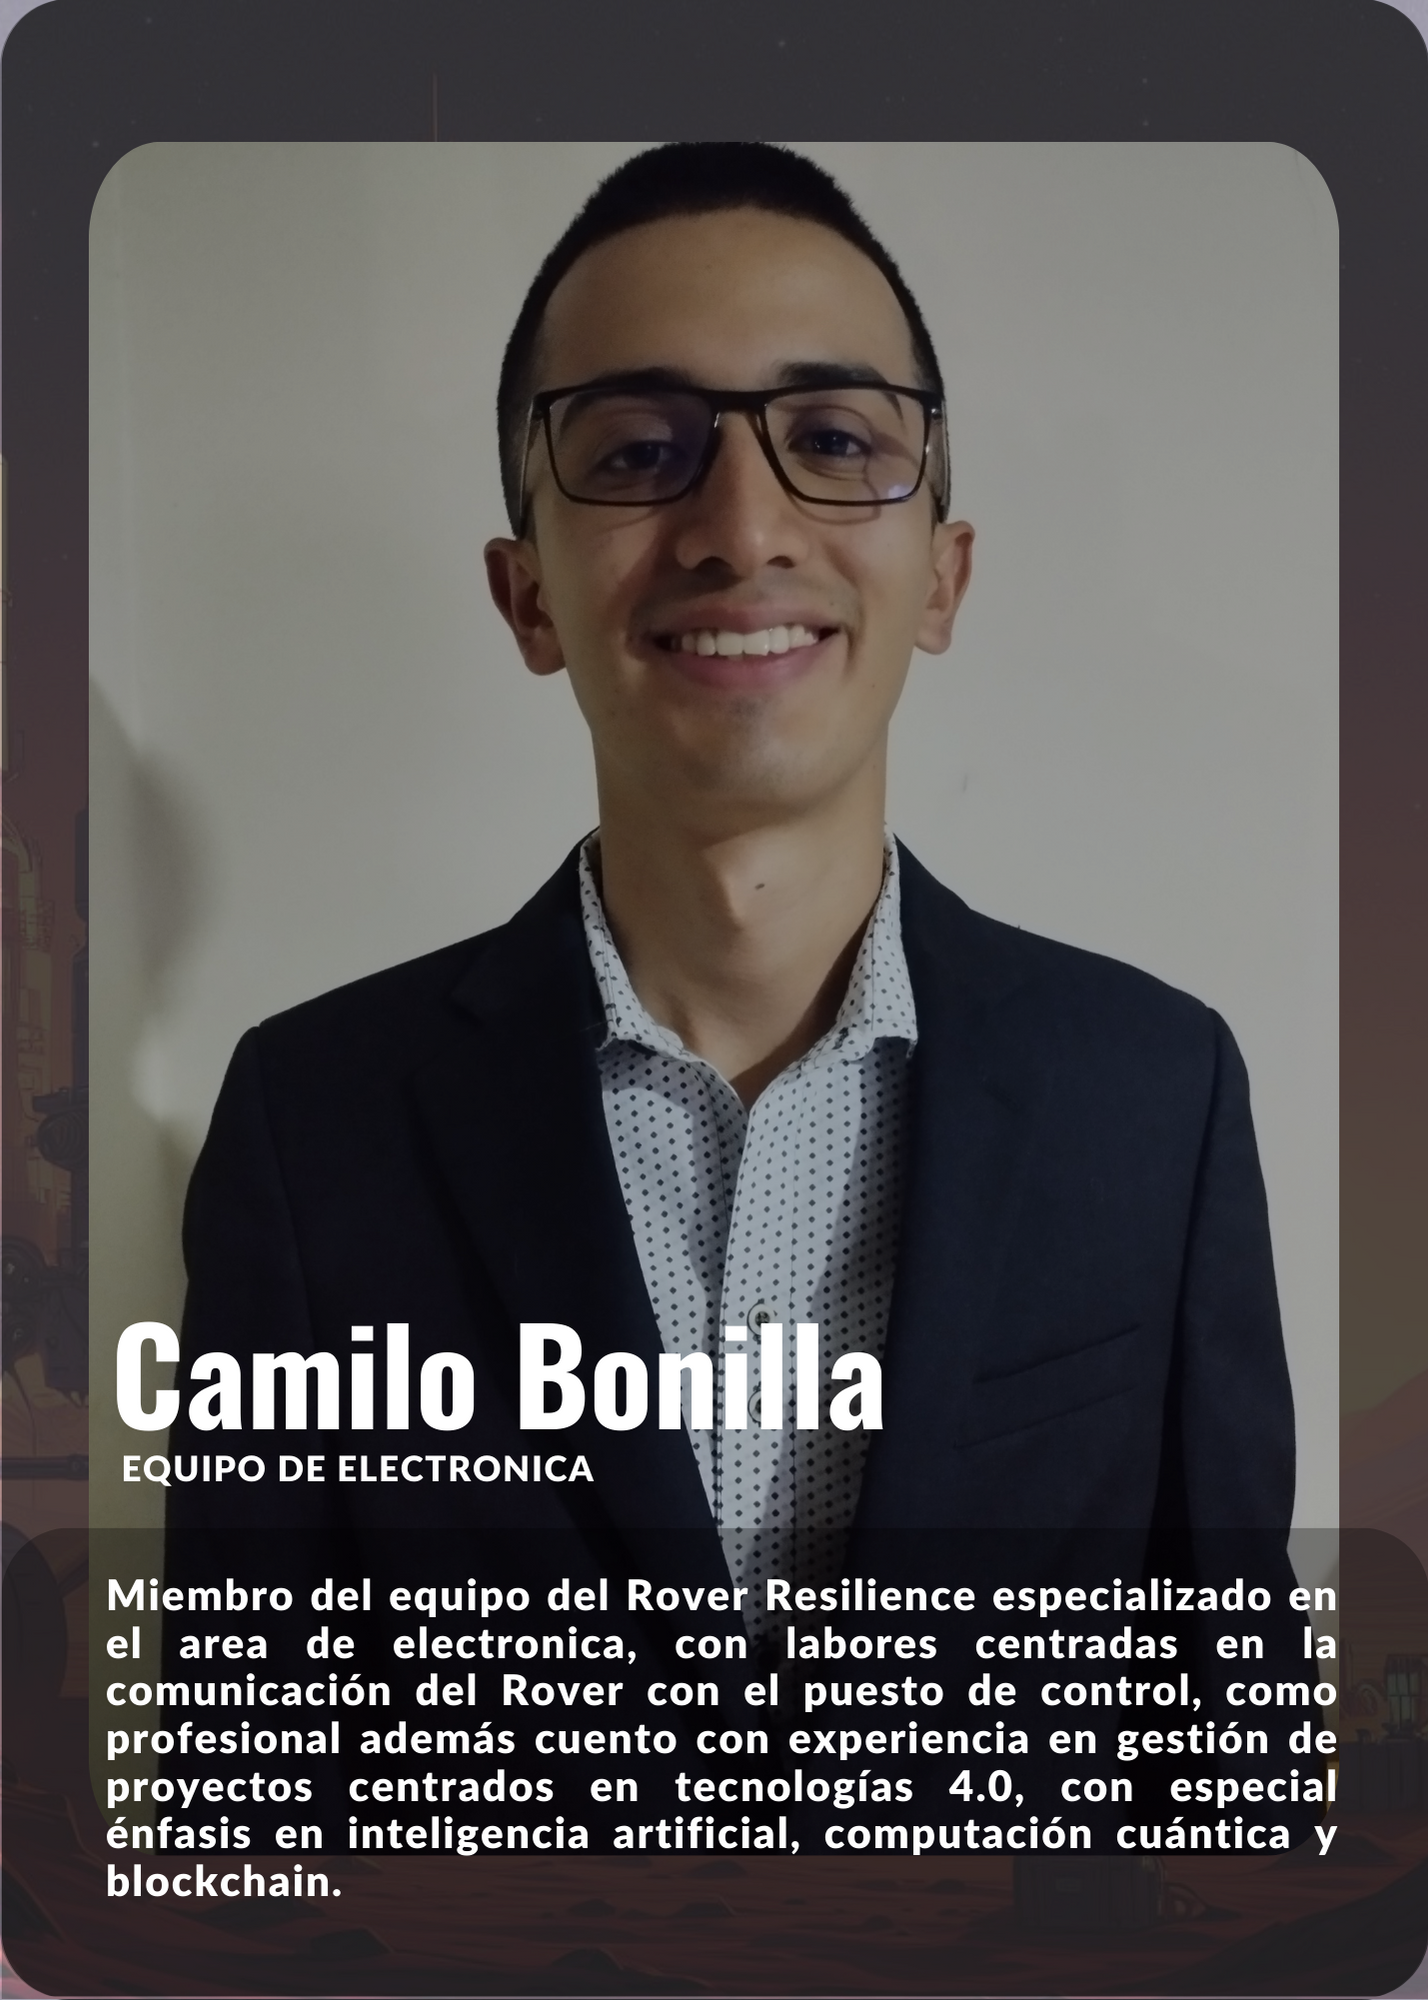 Camilo Bonilla
EQUIPO DE ELECTRONICA
Miembro del equipo del Rover Resilience especializado en
el area de electronica, con labores centradas en la
comunicación del Rover con el puesto de control, como
profesional además cuento con experiencia en gestión de
proyectos centrados en tecnologías 4.0, con especial
énfasis en inteligencia artificial, computación cuántica y
blockchain.